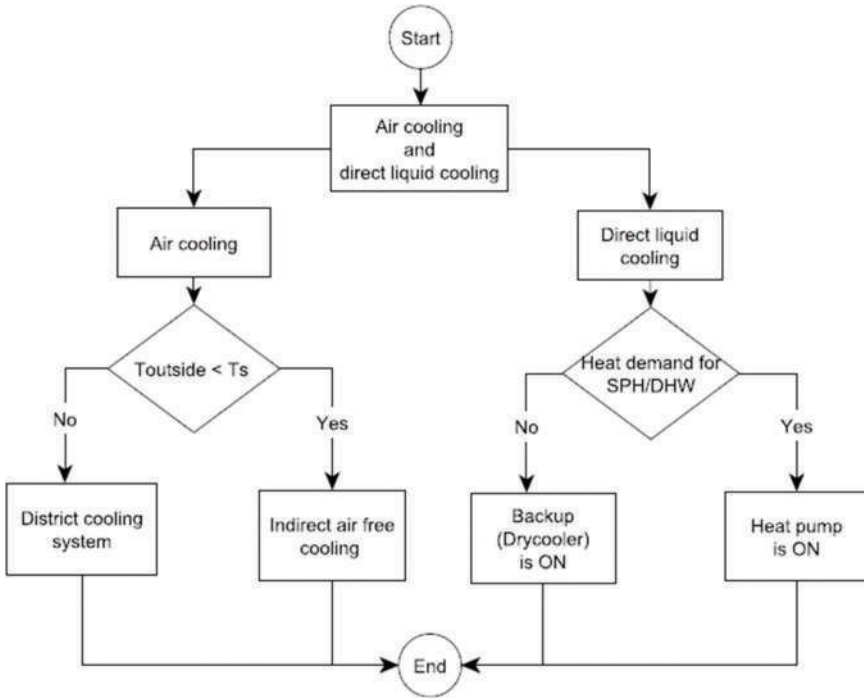 Start
Air cooling
and
direct liquid cooling
Air cooling
Direct liquid
cooling
Toutside < Ts
Heat demand for
SPH/DHW
No
Yes
No
Yes
District cooling
system
Indirect air free
cooling
Backup
(Drycooler)
is ON
Heat pump
is ON
End